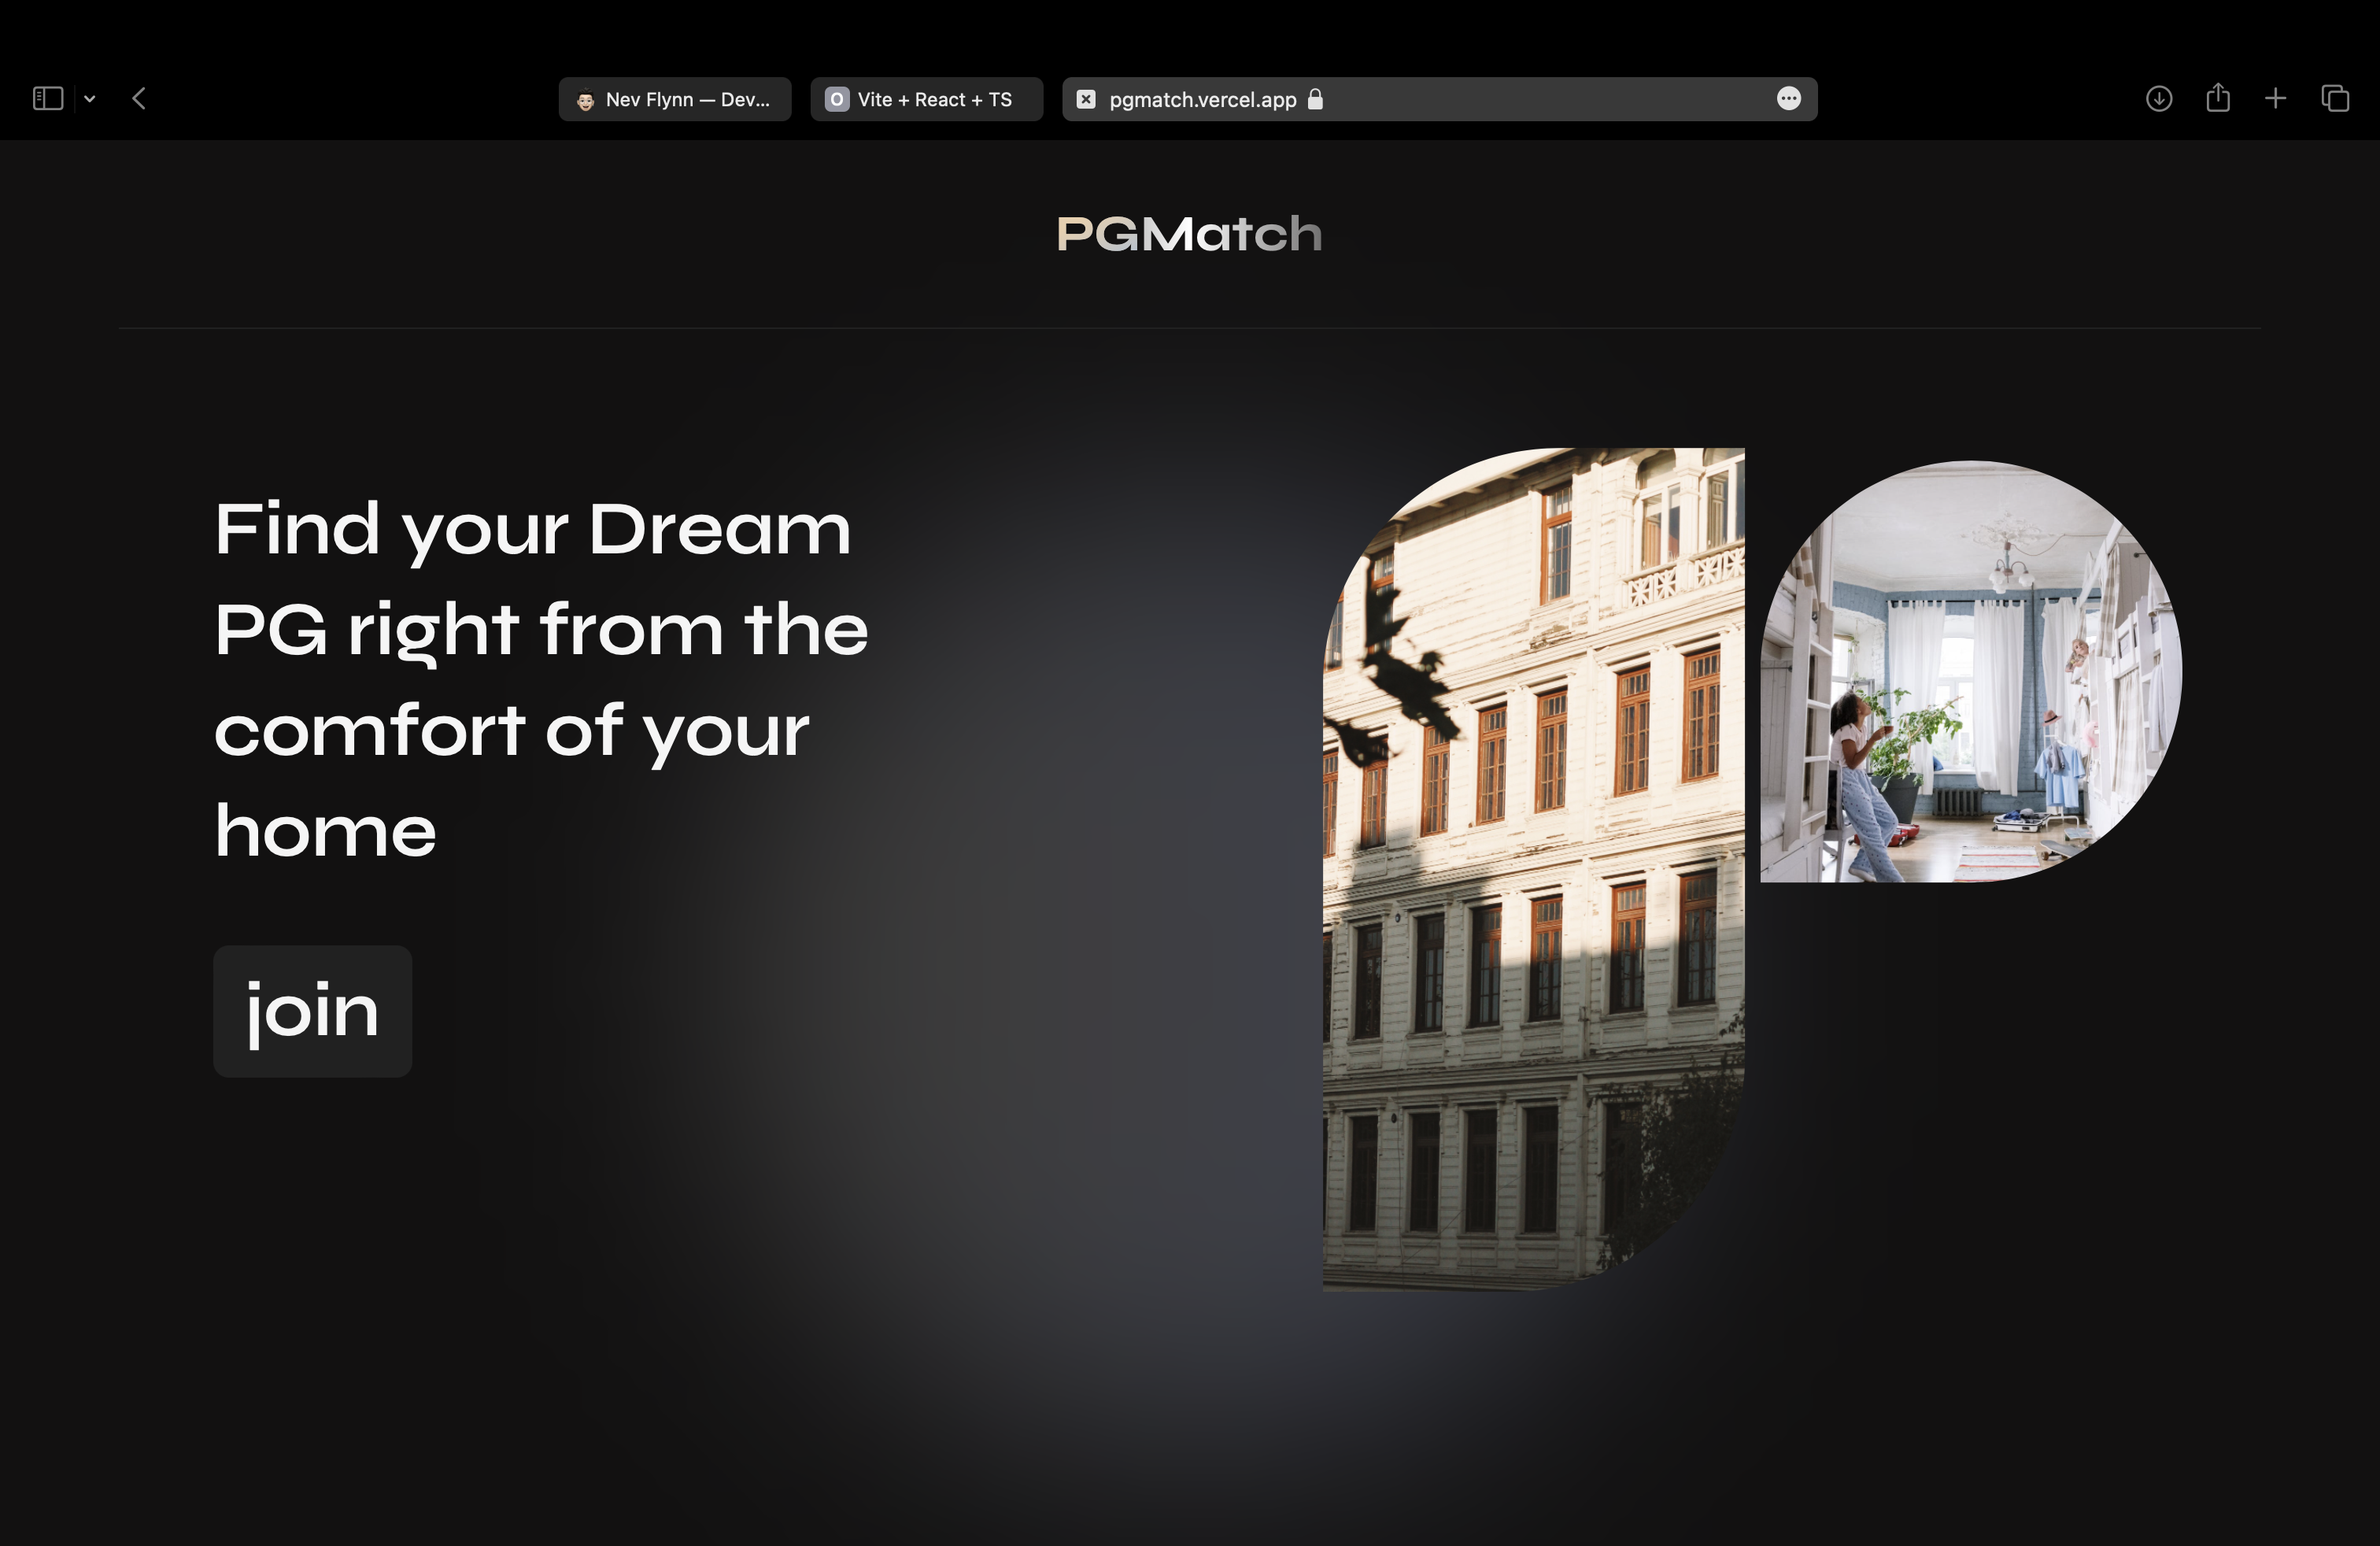 Nev Flynn — Dev...
O Vite + React + TS
pgmatch.vercel.app
PGMatch
Find your Dream
PG right from the
comfort of your
home
join